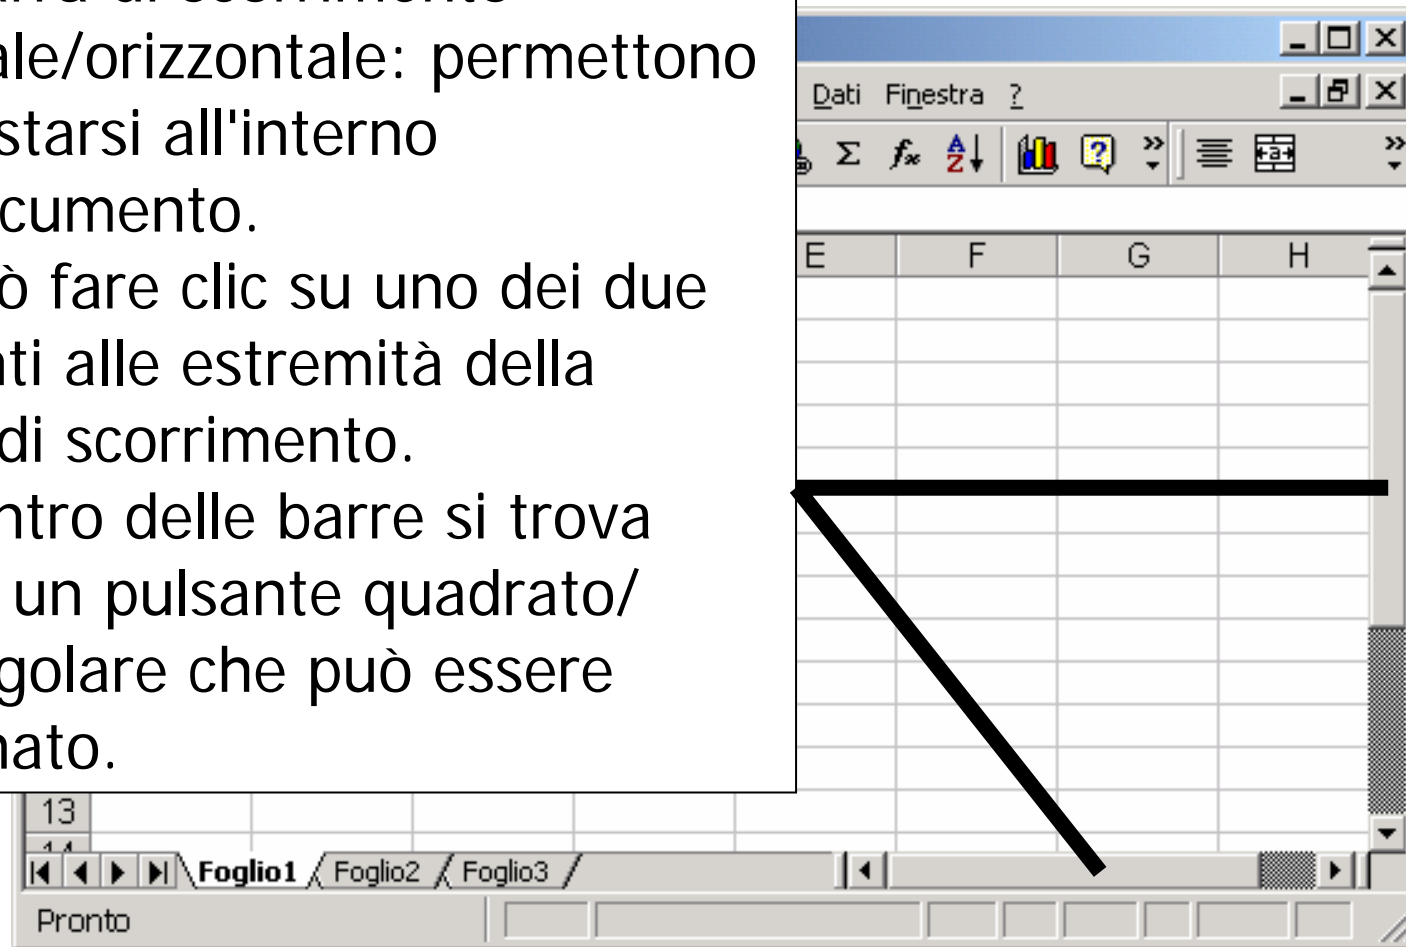 ale/orizzontale: permettono
starsi all'interno
cumento.
ò fare clic su uno dei due
ti alle estremità della
di scorrimento.
ntro delle barre si trova
un pulsante quadrato/
golare che può essere
nato.
Dati Finestra ?
E F G H
13
14
Foglio1 Foglio2 Foglio3
Pronto